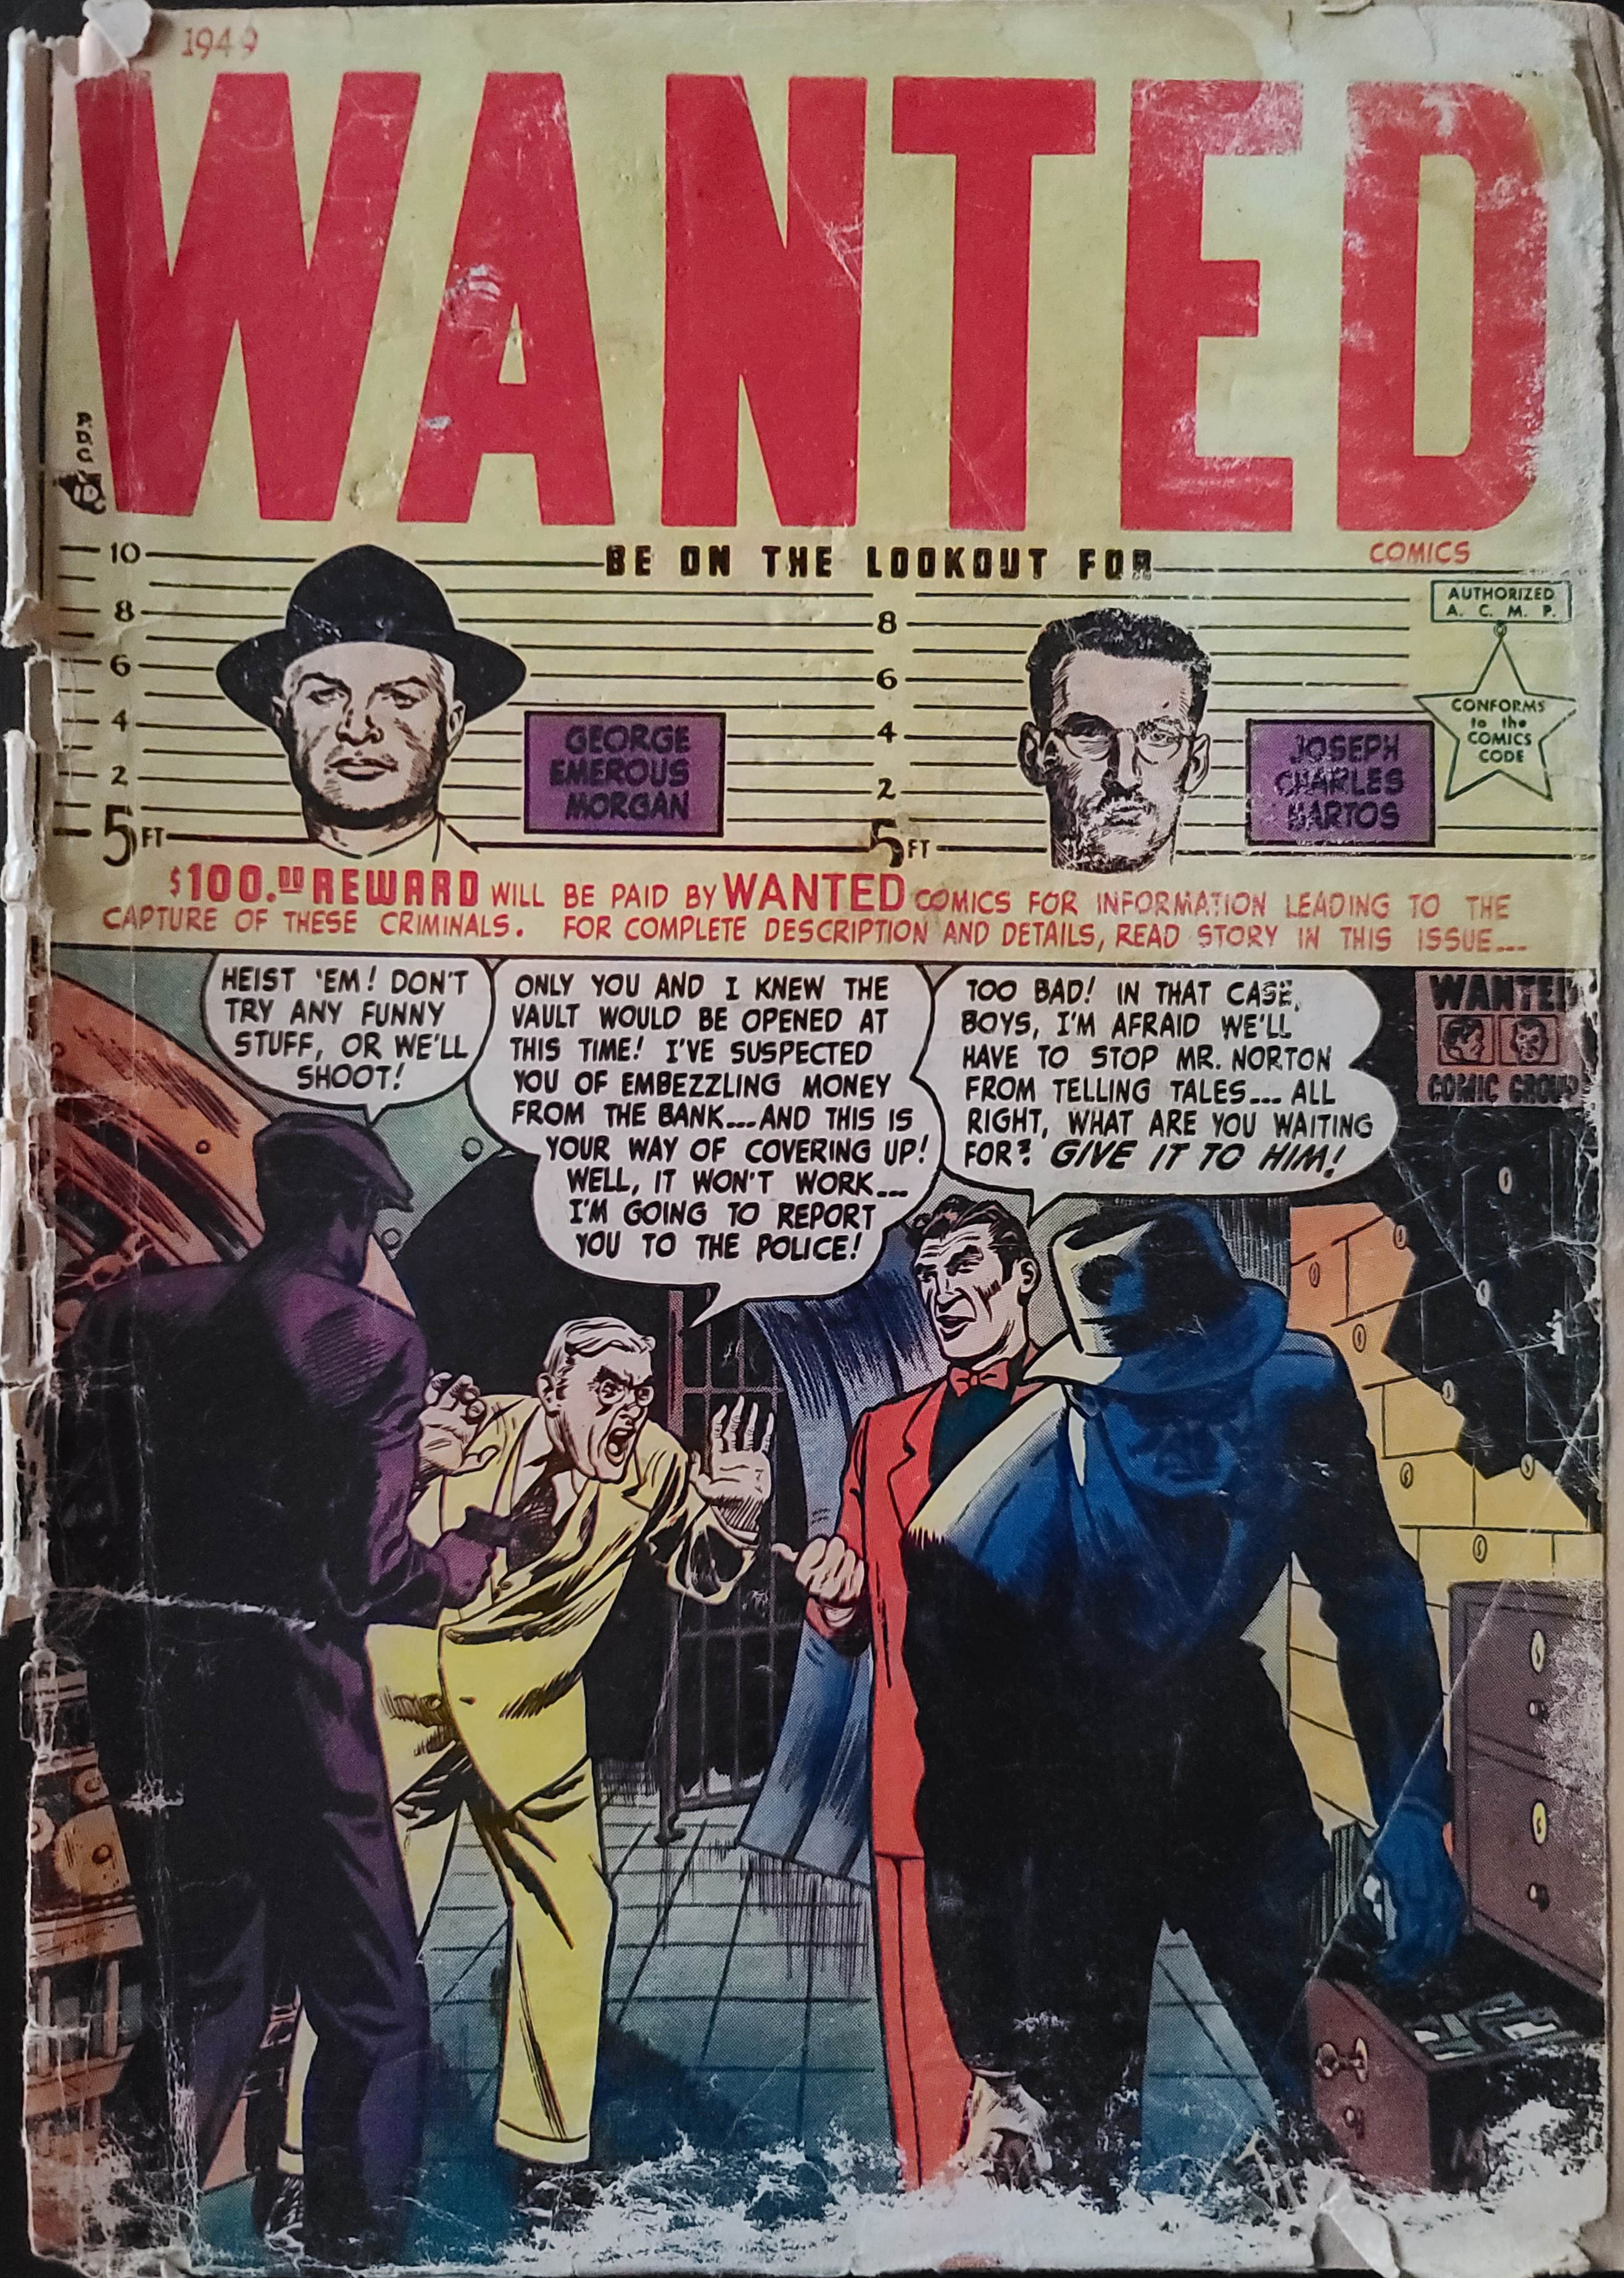 1949
WANTED
COMICS
10
8
6
4
2
5 FT
BE ON THE LOOKOUT FOR
8
6
4
2
5 FT
GEORGE
EMEROUS
MORGAN
JOSEPH
CHARLES
BARTOS
AUTHORIZED
A. C. M. P.
CONFORMS
to the
COMICS
CODE
$100.00 REWARD WILL BE PAID BY WANTED COMICS FOR INFORMATION LEADING TO THE
CAPTURE OF THESE CRIMINALS. FOR COMPLETE DESCRIPTION AND DETAILS, READ STORY IN THIS ISSUE...
HEIST 'EM! DON'T
TRY ANY FUNNY
STUFF, OR WE'LL
SHOOT!
ONLY YOU AND I KNEW THE
VAULT WOULD BE OPENED AT
THIS TIME! I'VE SUSPECTED
YOU OF EMBEZZLING MONEY
FROM THE BANK...AND THIS IS
YOUR WAY OF COVERING UP!
WELL, IT WON'T WORK...
I'M GOING TO REPORT
YOU TO THE POLICE!
TOO BAD! IN THAT CASE,
BOYS, I'M AFRAID WE'LL
HAVE TO STOP MR. NORTON
FROM TELLING TALES... ALL
RIGHT, WHAT ARE YOU WAITING
FOR? GIVE IT TO HIM!
WANTED
COMIC GROUP